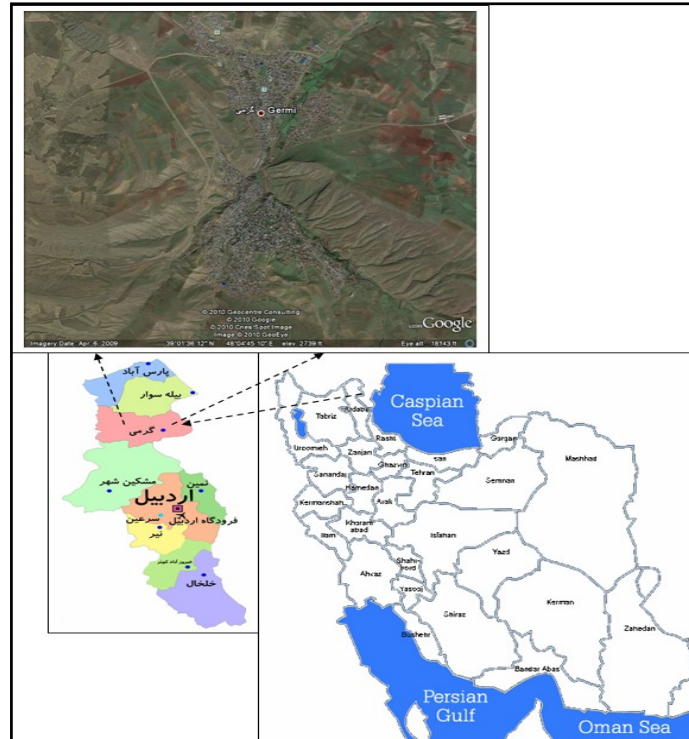 گرمی Germi
© 2010 Geocentre Consulting
© 2010 Google
© 2010 Cnes/Spot Image
Image © 2010 GeoEye
©2010 Google
Imagery Date: Apr 6, 2009 39°01'36.12" N 48°04'45.10" E elev 2739 ft Eye alt 18143 ft
پارس آباد
بیله سوار
گرمی
مشکین شهر
نمین
اردبیل
سرعین
فرودگاه اردبیل
نیر
خلخال
Caspian
Sea
Tabriz
Ardabil
Uroomieh
Zanjan
Rasht
Ghazvin
Sari
Gorgan
Mashhad
Tehran
Semnan
Sanandaj
Hamedan
Kermanshah
Arak
Ilam
Khoram
abad
Isfahan
Yazd
Ahvaz
Shahr
kord
Yasooj
Shiraz
Kerman
Zahedan
Bushehr
Bandar Abas
Persian
Gulf
Oman Sea